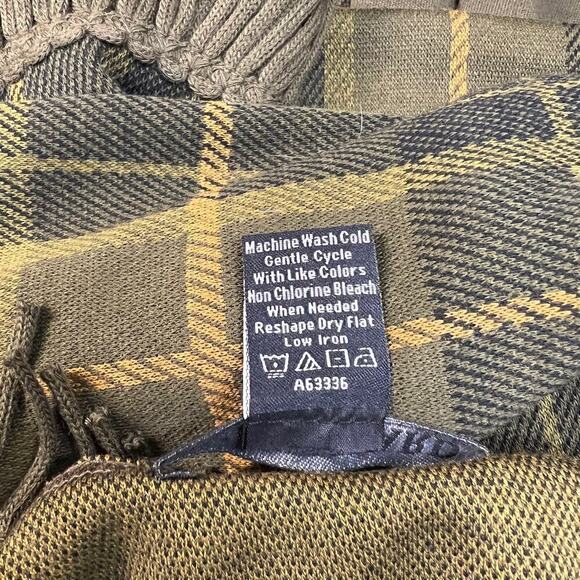 Machine Wash Cold
Gentle Cycle
With Like Colors
Non Chlorine Bleach
When Needed
Reshape Dry Flat
Low Iron
A63336